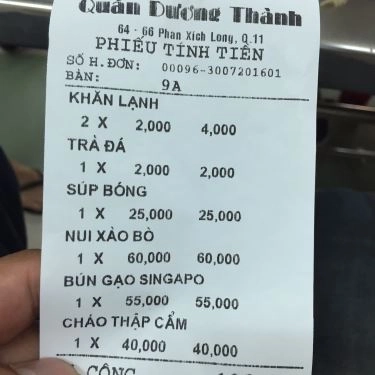 Quán Dương Thành
64 - 66 Phan Xích Long, Q.11
PHIẾU TÍNH TIỀN
SỐ H.ĐƠN: 00096-3007201601
BÀN: 9A
KHĂN LẠNH
2 X 2,000 4,000
TRÀ ĐÁ
1 X 2,000 2,000
SÚP BÓNG
1 X 25,000 25,000
NUI XÀO BÒ
1 X 60,000 60,000
BÚN GẠO SINGAPO
1 X 55,000 55,000
CHÁO THẬP CẨM
1 X 40,000 40,000
CỘNG